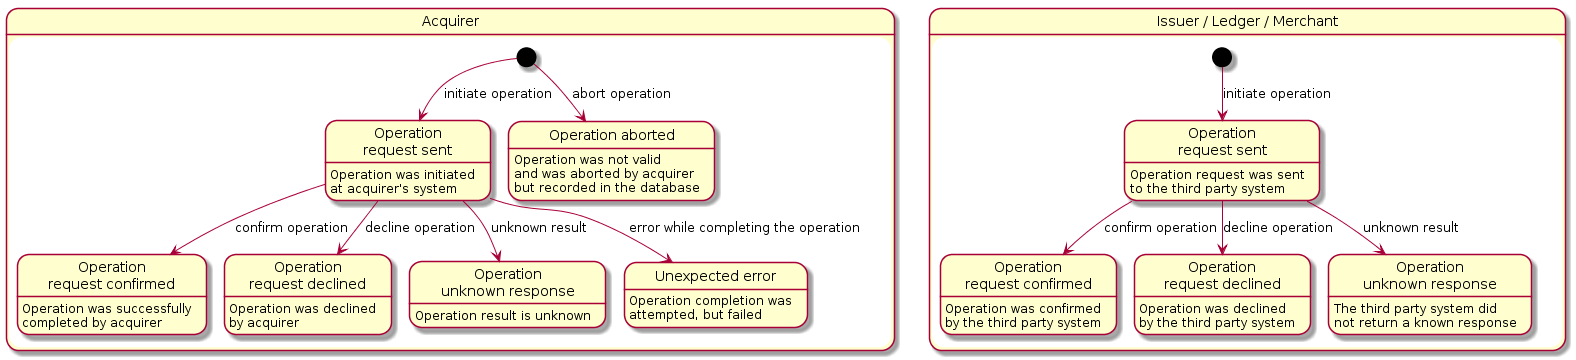 Acquirer
initiate operation
abort operation
Operation
request sent
Operation was initiated
at acquirer's system
Operation aborted
Operation was not valid
and was aborted by acquirer
but recorded in the database
confirm operation
decline operation
unknown result
error while completing the operation
Operation
request confirmed
Operation was successfully
completed by acquirer
Operation
request declined
Operation was declined
by acquirer
Operation
unknown response
Operation result is unknown
Unexpected error
Operation completion was
attempted, but failed
Issuer / Ledger / Merchant
initiate operation
Operation
request sent
Operation request was sent
to the third party system
confirm operation
decline operation
unknown result
Operation
request confirmed
Operation was confirmed
by the third party system
Operation
request declined
Operation was declined
by the third party system
Operation
unknown response
The third party system did
not return a known response